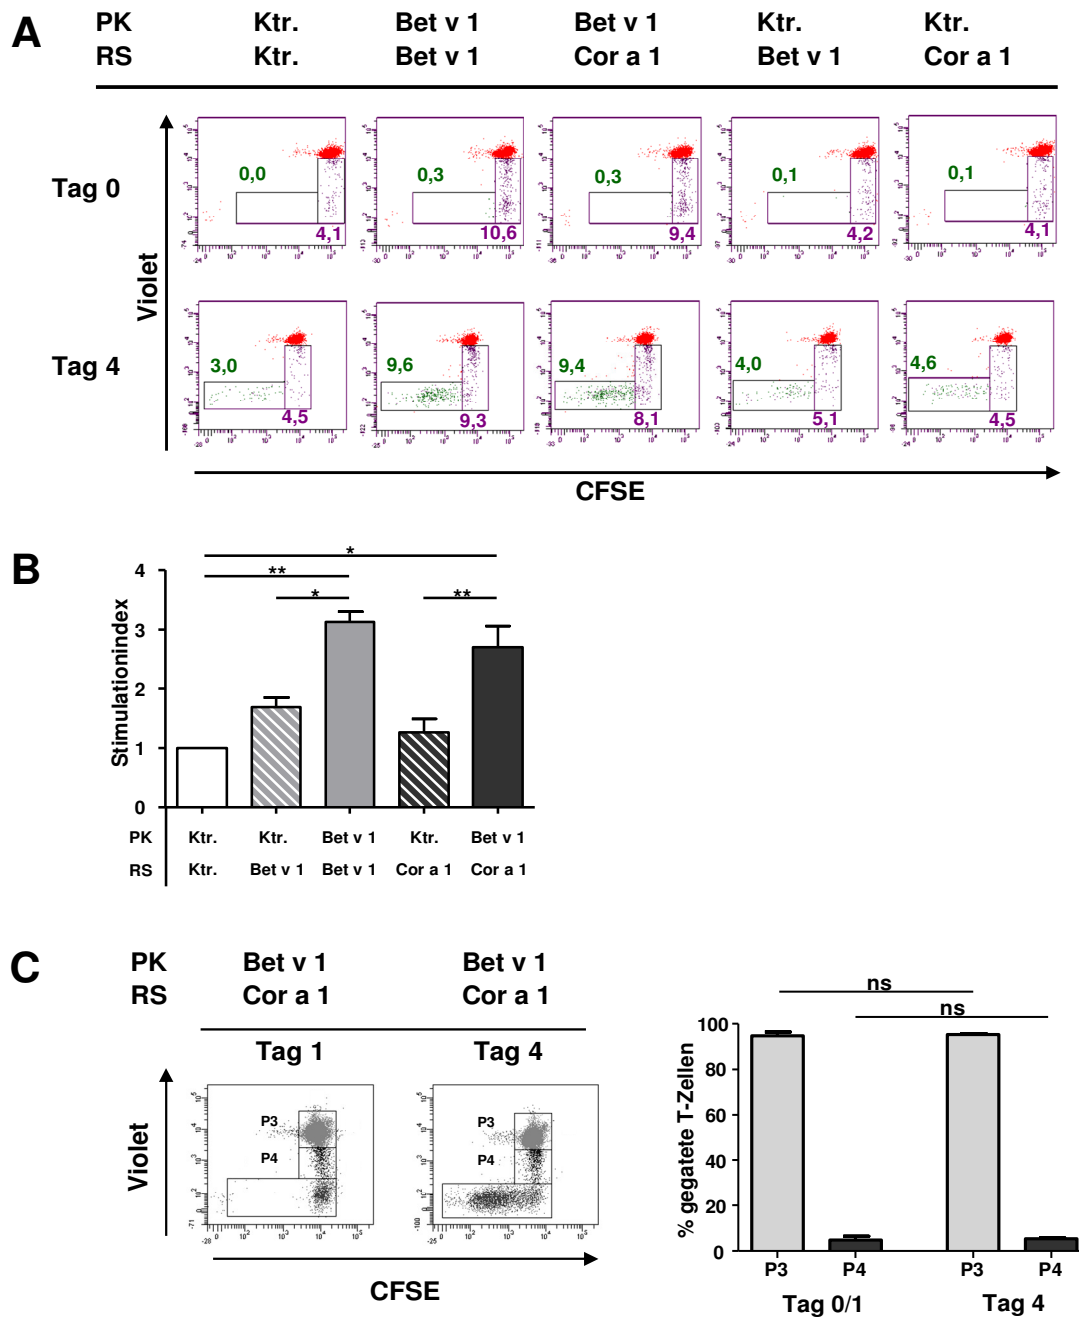 A
PK Ktr. Bet v 1 Bet v 1 Ktr. Ktr.
RS Ktr. Bet v 1 Cor a 1 Bet v 1 Cor a 1
Violet
Tag 0
0,0 0,3 0,3 0,1 0,1
4,1 10,6 9,4 4,2 4,1
Tag 4
3,0 9,6 9,4 4,0 4,6
4,5 9,3 8,1 5,1 4,5
CFSE
B
Stimulationindex
4
3
2
1
0
* ** * **
PK Ktr. Ktr. Bet v 1 Ktr. Bet v 1
RS Ktr. Bet v 1 Bet v 1 Cor a 1 Cor a 1
C
PK Bet v 1 Bet v 1
RS Cor a 1 Cor a 1
Tag 1 Tag 4
Violet
P3 P3
P4 P4
CFSE
ns
ns
% gegatete T-Zellen
100
80
60
40
20
0
P3 P4 P3 P4
Tag 0/1 Tag 4